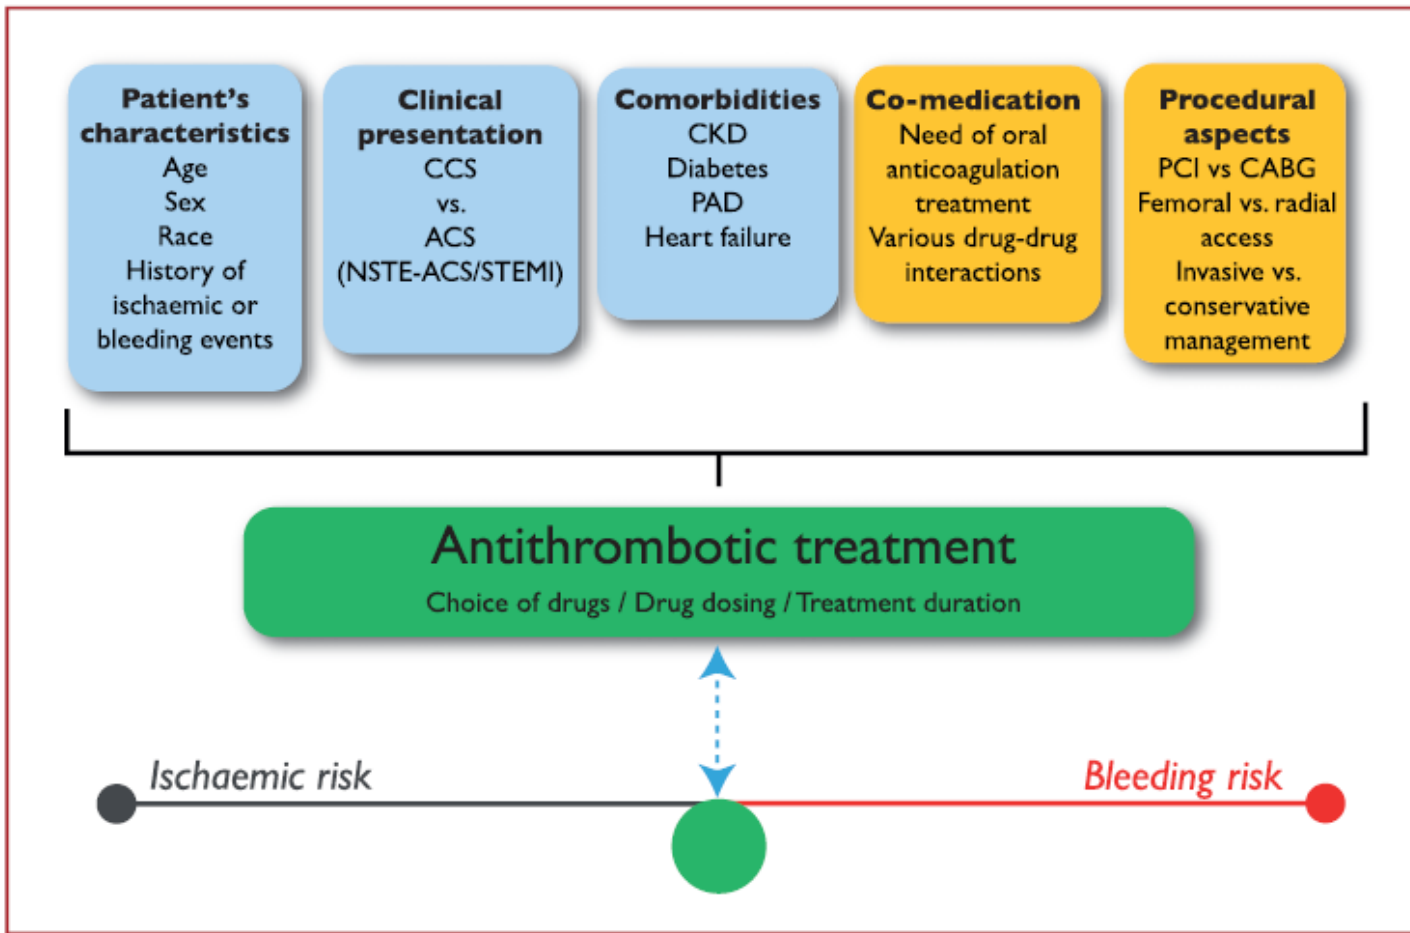 Patient's
characteristics
Age
Sex
Race
History of
ischaemic or
bleeding events
Clinical
presentation
CCS
vs.
ACS
(NSTE-ACS/STEMI)
Comorbidities
CKD
Diabetes
PAD
Heart failure
Co-medication
Need of oral
anticoagulation
treatment
Various drug-drug
interactions
Procedural
aspects
PCI vs CABG
Femoral vs. radial
access
Invasive vs.
conservative
management
Antithrombotic treatment
Choice of drugs / Drug dosing / Treatment duration
Ischaemic risk
Bleeding risk